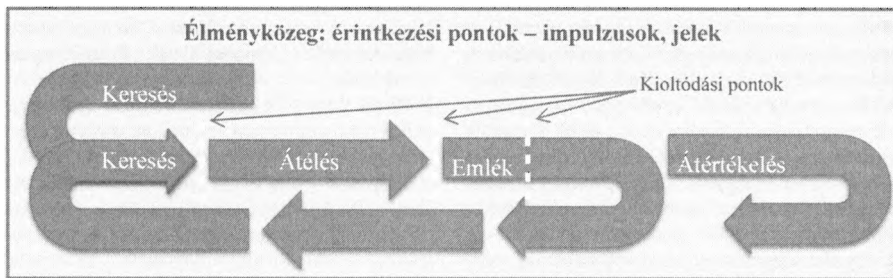 Élményközeg: érintkezési pontok – impulzusok, jelek
Keresés
Kioltódási pontok
Keresés
Átélés
Emlék
Átértékelés